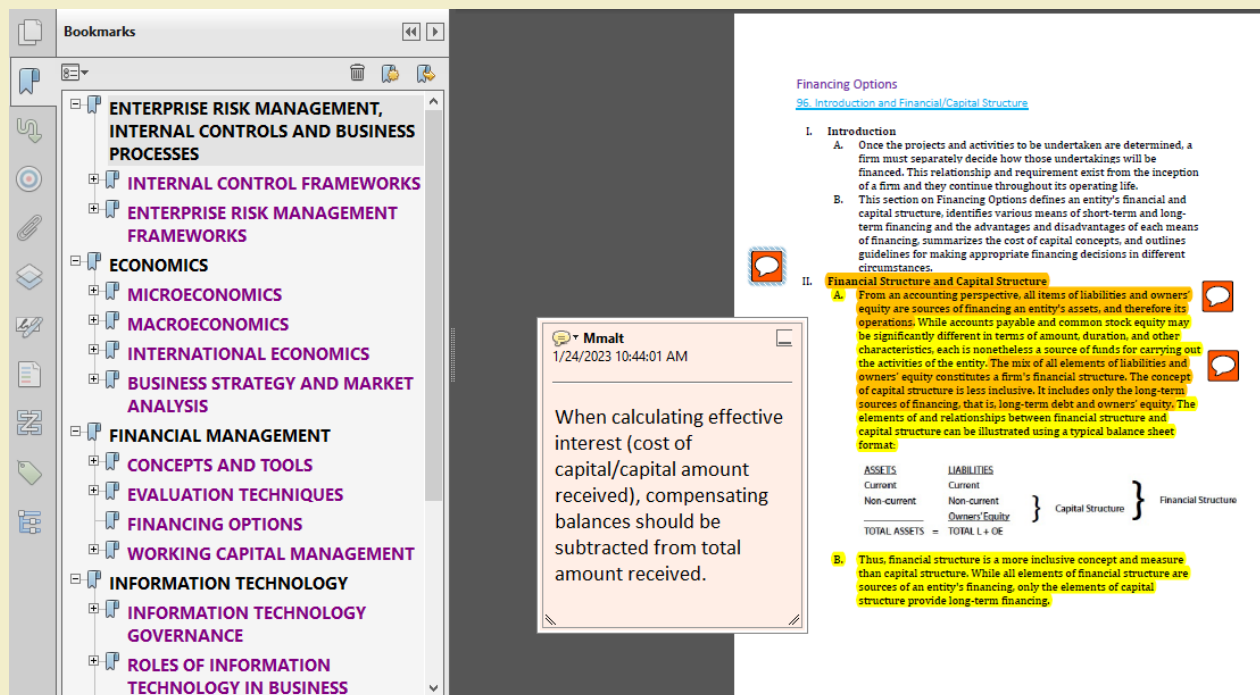 Bookmarks
ENTERPRISE RISK MANAGEMENT,
INTERNAL CONTROLS AND BUSINESS
PROCESSES
INTERNAL CONTROL FRAMEWORKS
ENTERPRISE RISK MANAGEMENT
FRAMEWORKS
ECONOMICS
MICROECONOMICS
MACROECONOMICS
INTERNATIONAL ECONOMICS
BUSINESS STRATEGY AND MARKET
ANALYSIS
FINANCIAL MANAGEMENT
CONCEPTS AND TOOLS
EVALUATION TECHNIQUES
FINANCING OPTIONS
WORKING CAPITAL MANAGEMENT
INFORMATION TECHNOLOGY
INFORMATION TECHNOLOGY
GOVERNANCE
ROLES OF INFORMATION
TECHNOLOGY IN BUSINESS
Mmalt
1/24/2023 10:44:01 AM
When calculating effective
interest (cost of
capital/capital amount
received), compensating
balances should be
subtracted from total
amount received.
Financing Options
96. Introduction and Financial/Capital Structure
I. Introduction
A. Once the projects and activities to be undertaken are determined, a
firm must separately decide how those undertakings will be
financed. This relationship and requirement exist from the inception
of a firm and they continue throughout its operating life.
B. This section on Financing Options defines an entity's financial and
capital structure, identifies various means of short-term and long-
term financing and the advantages and disadvantages of each means
of financing, summarizes the cost of capital concepts, and outlines
guidelines for making appropriate financing decisions in different
circumstances.
II. Financial Structure and Capital Structure
A. From an accounting perspective, all items of liabilities and owners'
equity are sources of financing an entity's assets, and therefore its
operations. While accounts payable and common stock equity may
be significantly different in terms of amount, duration, and other
characteristics, each is nonetheless a source of funds for carrying out
the activities of the entity. The mix of all elements of liabilities and
owners' equity constitutes a firm's financial structure. The concept
of capital structure is less inclusive. It includes only the long-term
sources of financing, that is, long-term debt and owners' equity. The
elements of and relationships between financial structure and
capital structure can be illustrated using a typical balance sheet
format:
ASSETS LIABILITIES
Current Current
Non-current Non-current Capital Structure Financial Structure
Owners' Equity
TOTAL ASSETS = TOTAL L + OE
B. Thus, financial structure is a more inclusive concept and measure
than capital structure. While all elements of financial structure are
sources of an entity's financing, only the elements of capital
structure provide long-term financing.